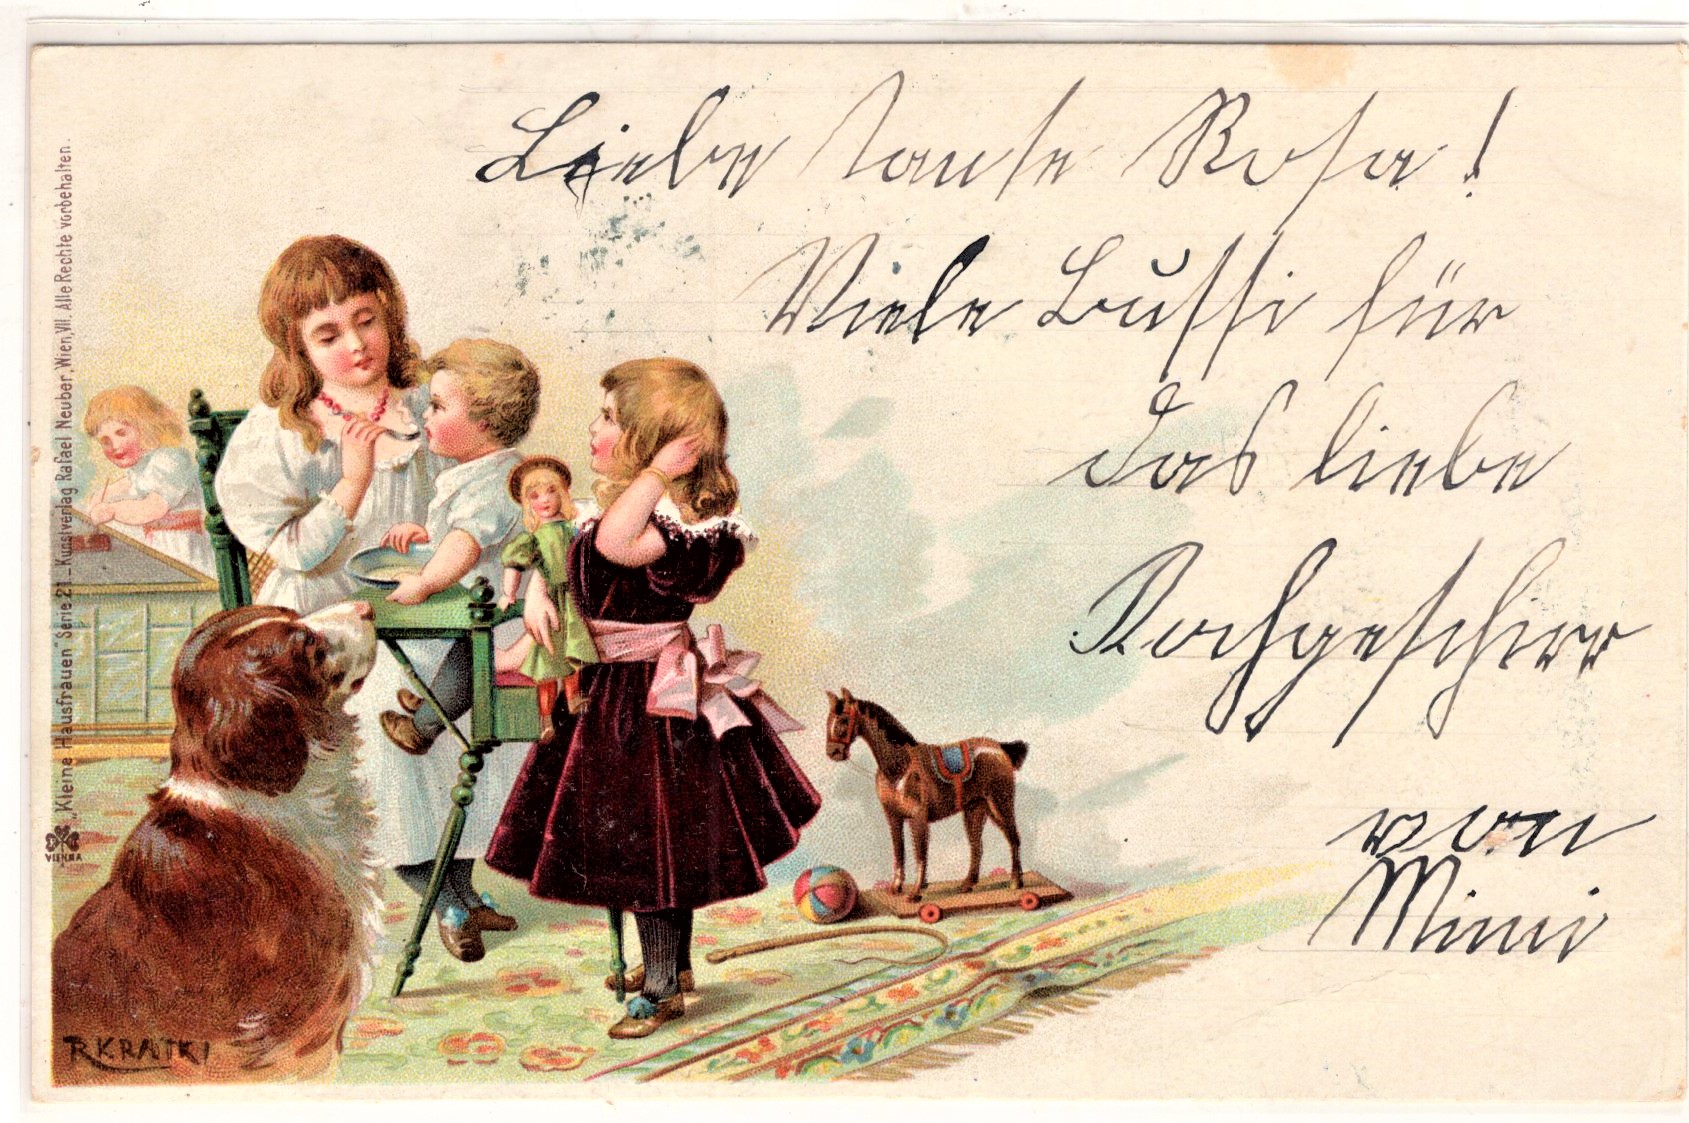 Liebe Tante Rosa!
Viele Bussi für
das liebe
Kochgeschirr
von
Mimi
„Kleine Hausfrauen" Serie 21. – Kunstverlag Rafael Neuber, Wien, VII. Alle Rechte vorbehalten.
VIENNA
R. KRATKI